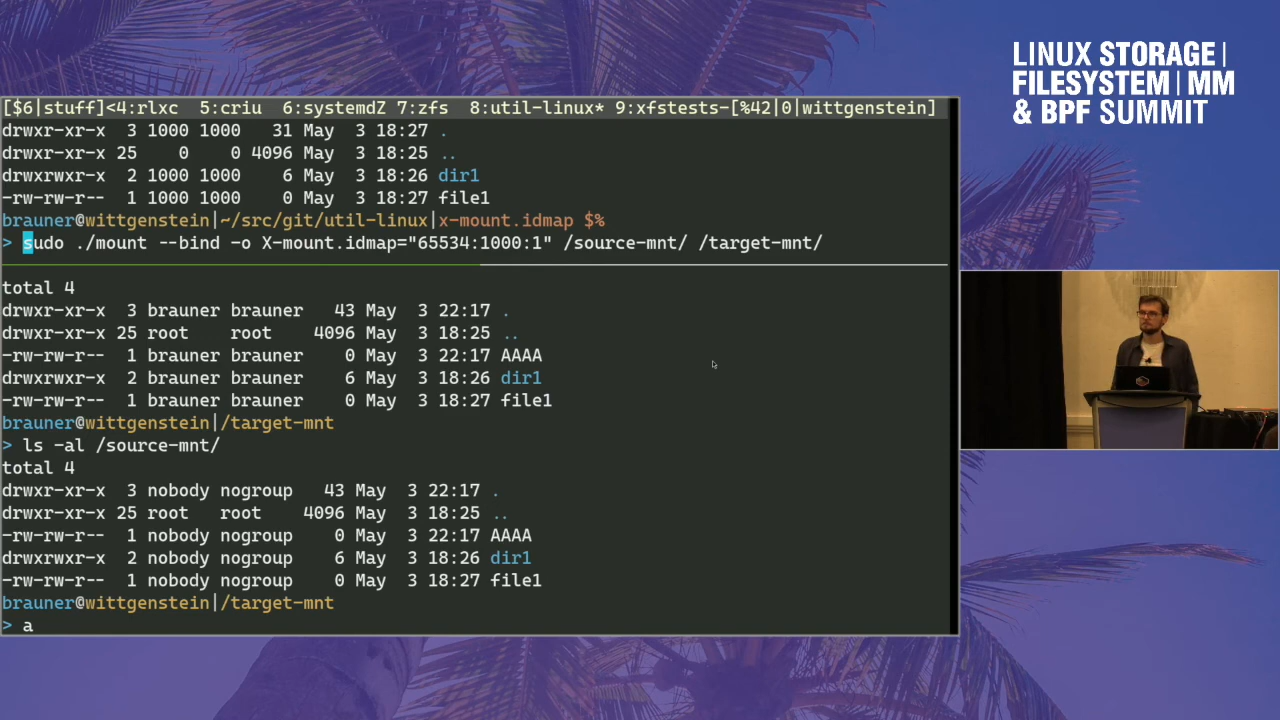 LINUX STORAGE |
FILESYSTEM | MM
& BPF SUMMIT
[$6|stuff]<4:rlxc  5:criu  6:systemdZ 7:zfs  8:util-linux* 9:xfstests-[%42|0|wittgenstein]
drwxr-xr-x  3 1000 1000   31 May  3 18:27 .
drwxr-xr-x 25    0    0 4096 May  3 18:25 ..
drwxrwxrwx  2 1000 1000    6 May  3 18:26 dir1
-rw-rw-r--  1 1000 1000    0 May  3 18:27 file1
brauner@wittgenstein|~/src/git/util-linux|x-mount.idmap $%
> sudo ./mount --bind -o X-mount.idmap="65534:1000:1" /source-mnt/ /target-mnt/
total 4
drwxr-xr-x  3 brauner brauner   43 May  3 22:17 .
drwxr-xr-x 25 root    root    4096 May  3 18:25 ..
-rw-rw-r--  1 brauner brauner    0 May  3 22:17 AAAA
drwxrwxrwx  2 brauner brauner    6 May  3 18:26 dir1
-rw-rw-r--  1 brauner brauner    0 May  3 18:27 file1
brauner@wittgenstein|/target-mnt
> ls -al /source-mnt/
total 4
drwxr-xr-x  3 nobody nogroup   43 May  3 22:17 .
drwxr-xr-x 25 root   root    4096 May  3 18:25 ..
-rw-rw-r--  1 nobody nogroup    0 May  3 22:17 AAAA
drwxrwxrwx  2 nobody nogroup    6 May  3 18:26 dir1
-rw-rw-r--  1 nobody nogroup    0 May  3 18:27 file1
brauner@wittgenstein|/target-mnt
> a